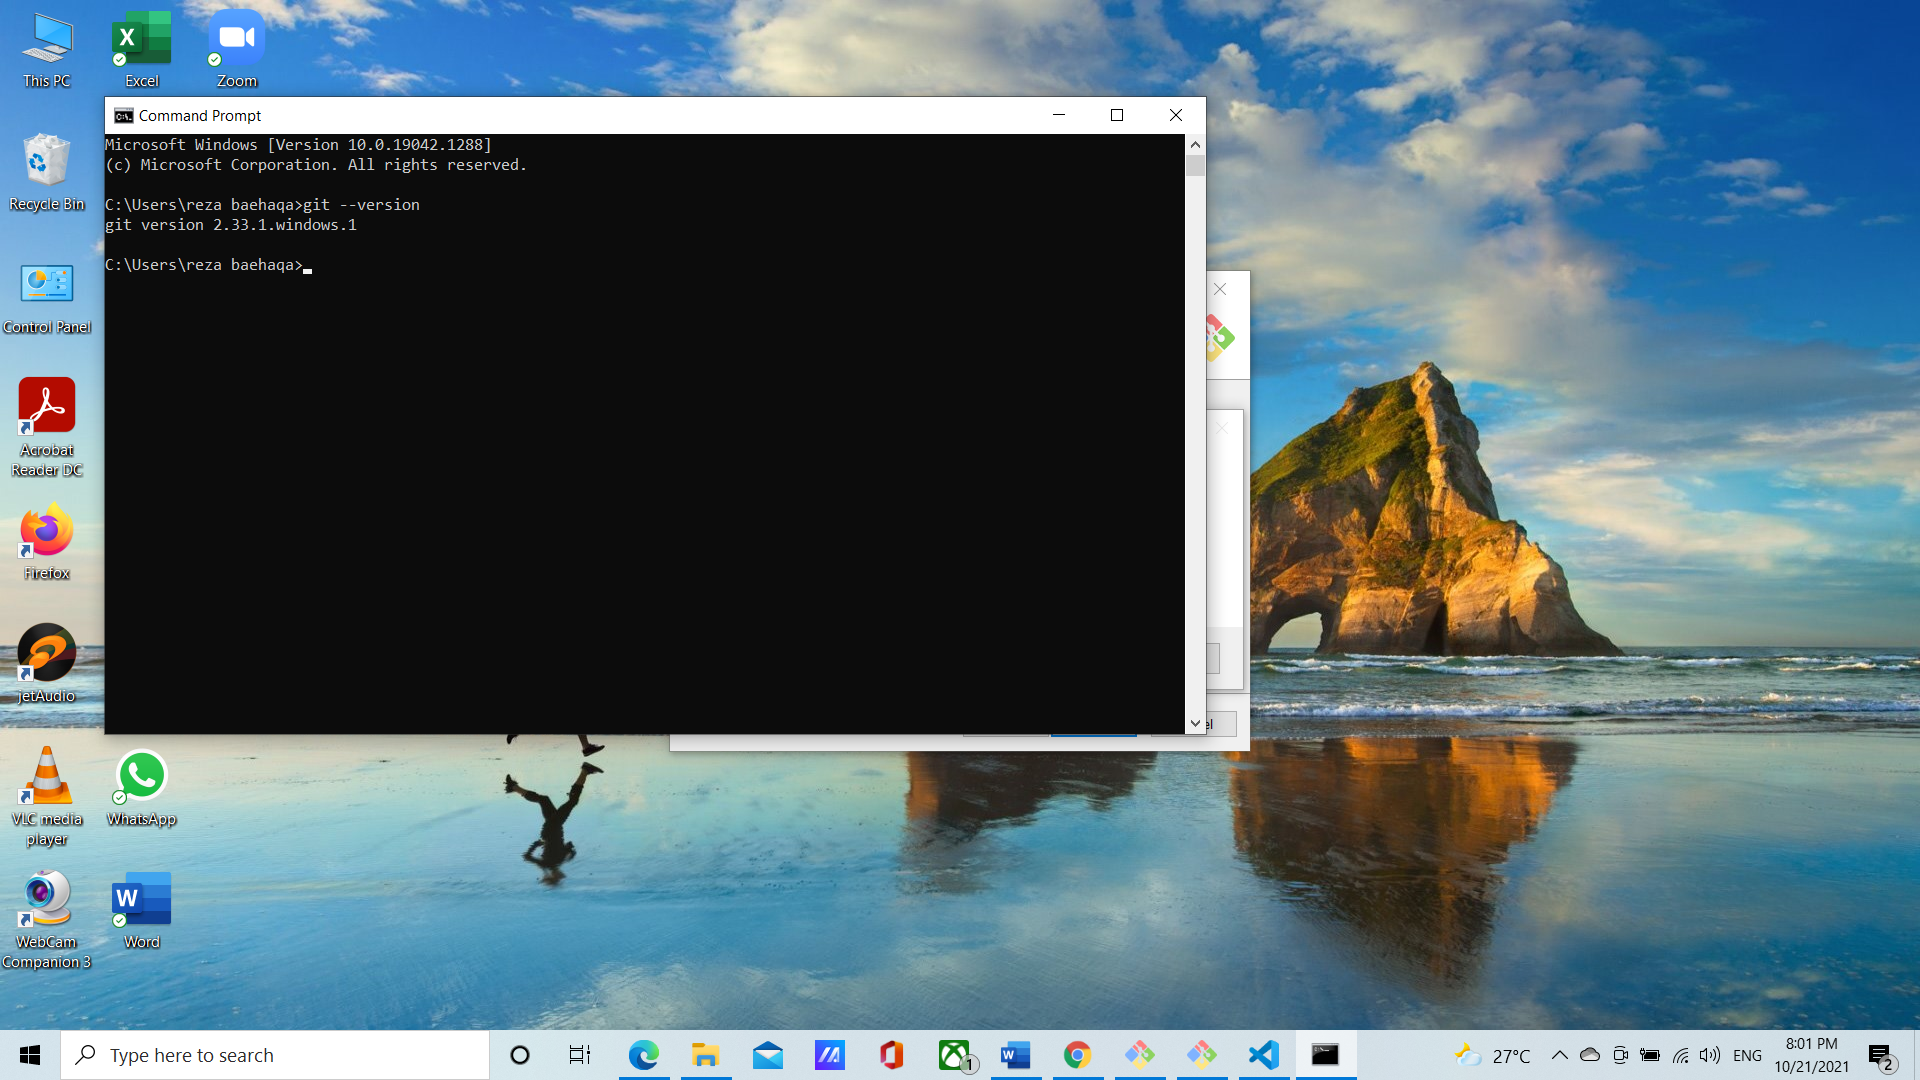 This PC
Excel
Zoom
Command Prompt
Microsoft Windows [Version 10.0.19042.1288]
(c) Microsoft Corporation. All rights reserved.
C:\Users\reza baehaqa>git --version
git version 2.33.1.windows.1
C:\Users\reza baehaqa>
Recycle Bin
Control Panel
Acrobat
Reader DC
Firefox
jetAudio
VLC media
player
WhatsApp
WebCam
Companion 3
Word
el
Type here to search
1
27°C
ENG
8:01 PM
10/21/2021
2